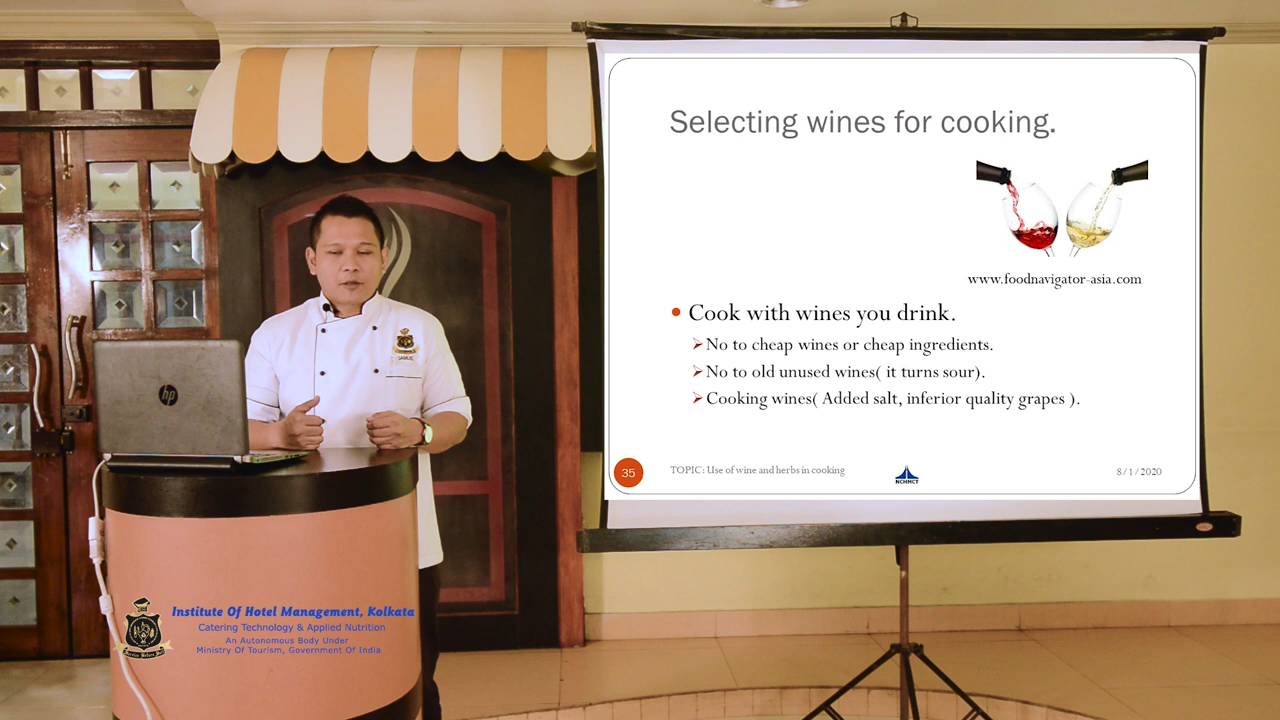 Selecting wines for cooking.
www.foodnavigator-asia.com
Cook with wines you drink.
No to cheap wines or cheap ingredients.
No to old unused wines( it turns sour).
Cooking wines( Added salt, inferior quality grapes ).
35
TOPIC: Use of wine and herbs in cooking
NCHMCT
8/1/2020
hp
Institute Of Hotel Management, Kolkata
Catering Technology & Applied Nutrition
An Autonomous Body Under
Ministry Of Tourism, Government Of India